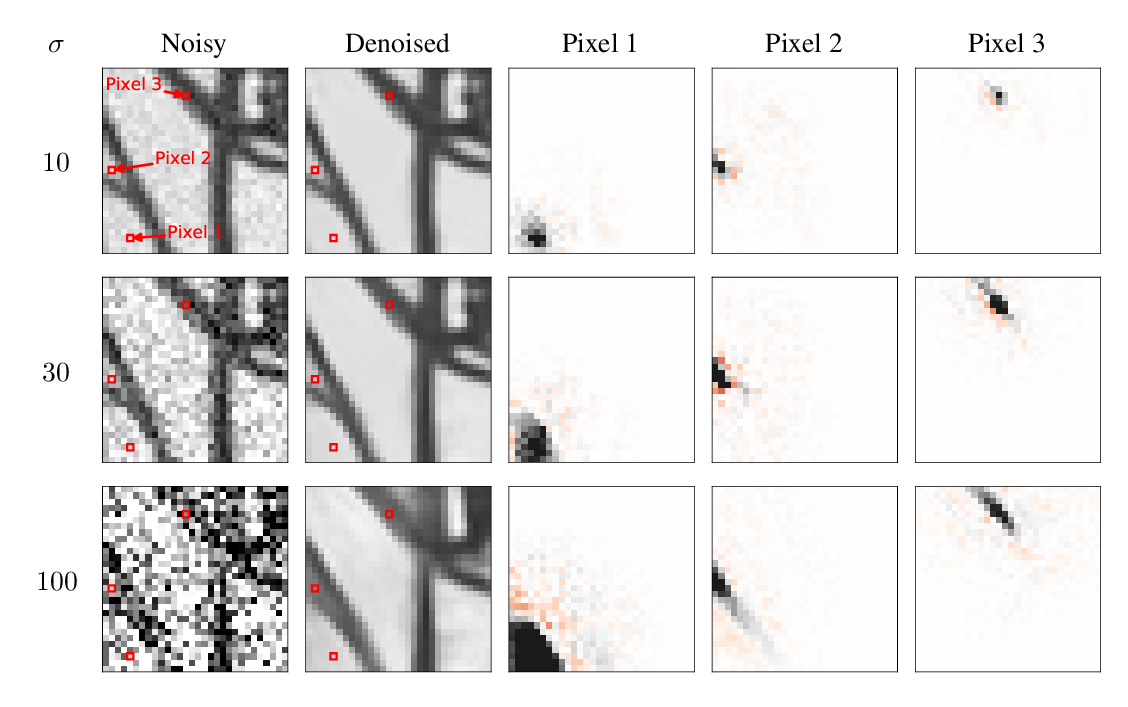 σ Noisy Denoised Pixel 1 Pixel 2 Pixel 3
Pixel 3
10
Pixel 2
Pixel 1
30
100